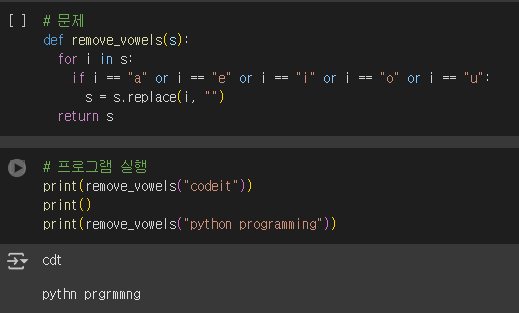 [ ] # 문제
def remove_vowels(s):
  for i in s:
    if i == "a" or i == "e" or i == "i" or i == "o" or i == "u":
      s = s.replace(i, "")
  return s
# 프로그램 실행
print(remove_vowels("codeit"))
print()
print(remove_vowels("python programming"))
cdt
pythn prgrmmng